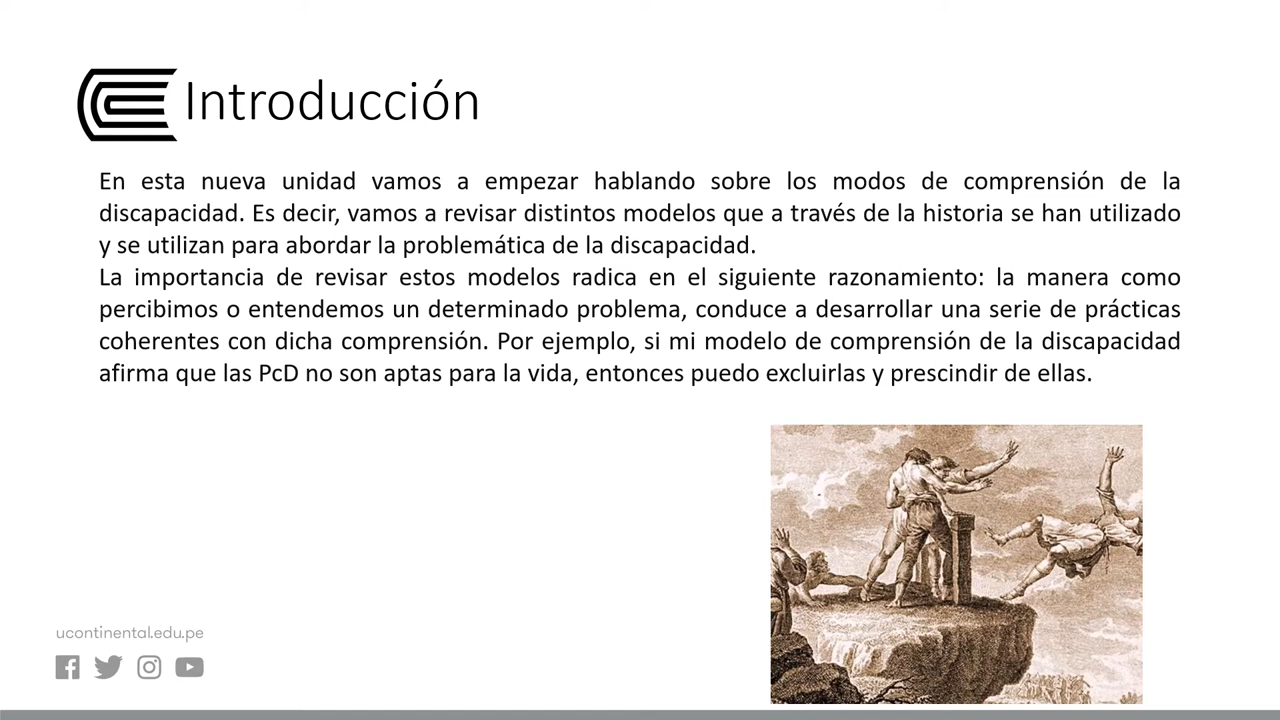 Introducción
En esta nueva unidad vamos a empezar hablando sobre los modos de comprensión de la
discapacidad. Es decir, vamos a revisar distintos modelos que a través de la historia se han utilizado
y se utilizan para abordar la problemática de la discapacidad.
La importancia de revisar estos modelos radica en el siguiente razonamiento: la manera como
percibimos o entendemos un determinado problema, conduce a desarrollar una serie de prácticas
coherentes con dicha comprensión. Por ejemplo, si mi modelo de comprensión de la discapacidad
afirma que las PcD no son aptas para la vida, entonces puedo excluirlas y prescindir de ellas.
ucontinental.edu.pe